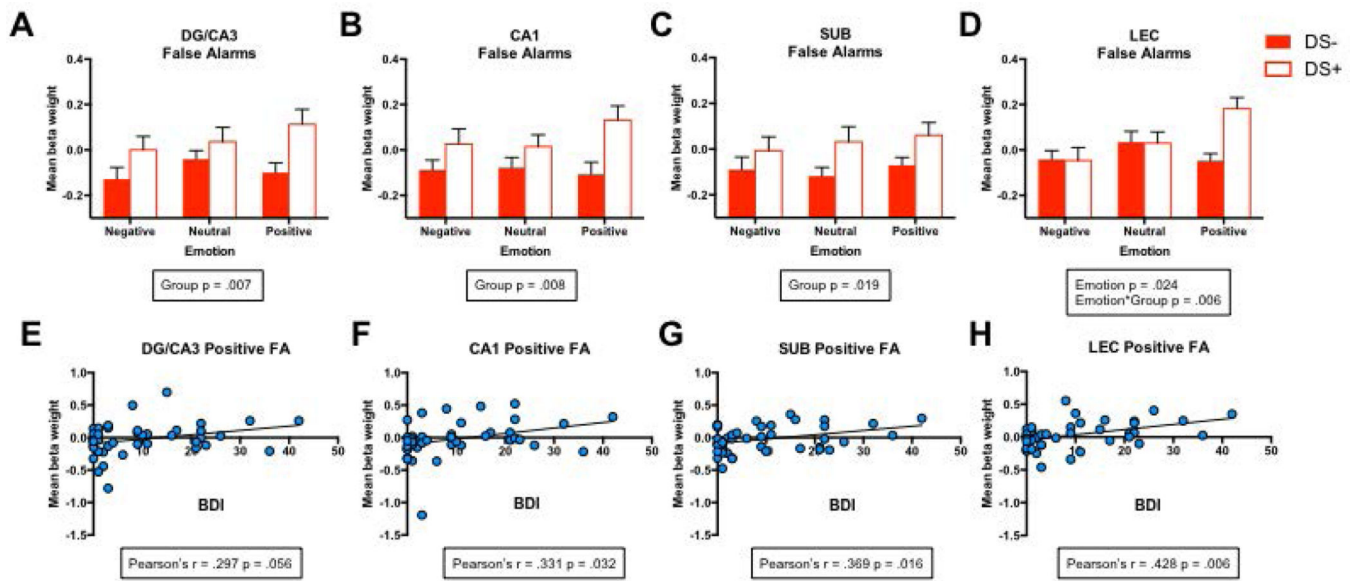 A
DG/CA3
False Alarms
Mean beta weight
0.4
0.2
0.0
-0.2
Negative
Neutral
Positive
Emotion
Group p = .007
B
CA1
False Alarms
Mean beta weight
0.4
0.2
0.0
-0.2
Negative
Neutral
Positive
Emotion
Group p = .008
C
SUB
False Alarms
Mean beta weight
0.4
0.2
0.0
-0.2
Negative
Neutral
Positive
Emotion
Group p = .019
D
LEC
False Alarms
Mean beta weight
0.4
0.2
0.0
-0.2
Negative
Neutral
Positive
Emotion
Emotion p = .024
Emotion*Group p = .006
DS-
DS+
E
DG/CA3 Positive FA
Mean beta weight
1.0
0.5
0.0
-0.5
-1.0
-1.5
10
20
30
40
50
BDI
Pearson's r = .297 p = .056
F
CA1 Positive FA
Mean beta weight
1.0
0.5
0.0
-0.5
-1.0
-1.5
10
20
30
40
50
BDI
Pearson's r = .331 p = .032
G
SUB Positive FA
Mean beta weight
1.0
0.5
0.0
-0.5
-1.0
-1.5
10
20
30
40
50
BDI
Pearson's r = .369 p = .016
H
LEC Positive FA
Mean beta weight
1.0
0.5
0.0
-0.5
-1.0
-1.5
10
20
30
40
50
BDI
Pearson's r = .428 p = .006